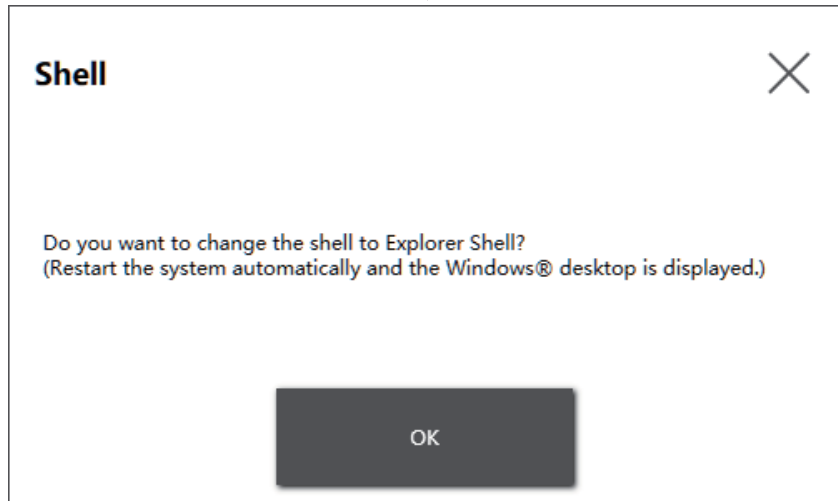 Shell
Do you want to change the shell to Explorer Shell?
(Restart the system automatically and the Windows® desktop is displayed.)
OK